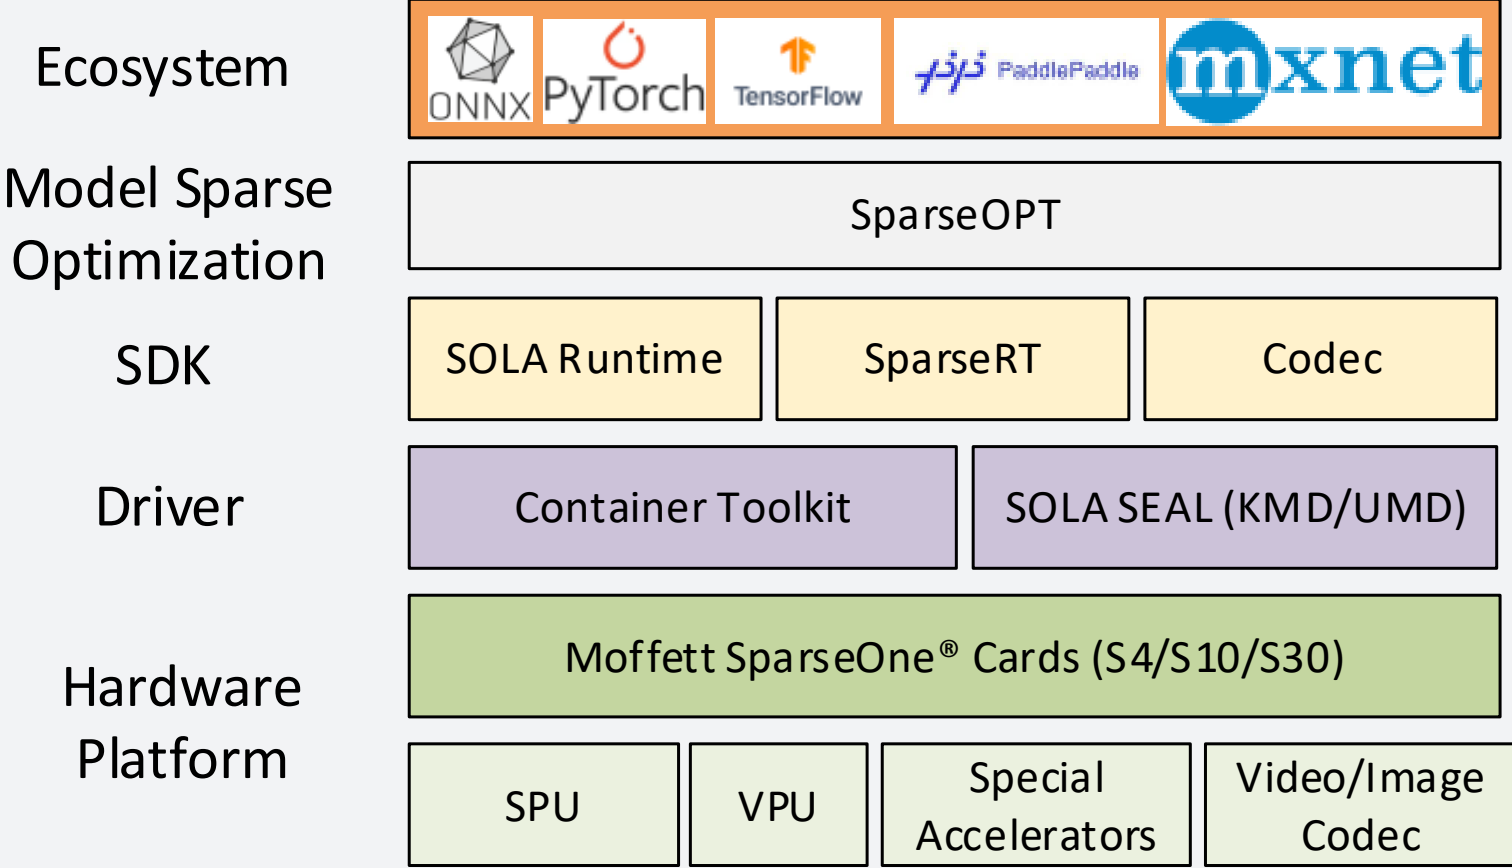 Ecosystem
ONNX
PyTorch
TensorFlow
PaddlePaddle
mxnet
Model Sparse
Optimization
SparseOPT
SDK
SOLA Runtime
SparseRT
Codec
Driver
Container Toolkit
SOLA SEAL (KMD/UMD)
Hardware
Platform
Moffett SparseOne® Cards (S4/S10/S30)
SPU
VPU
Special
Accelerators
Video/Image
Codec